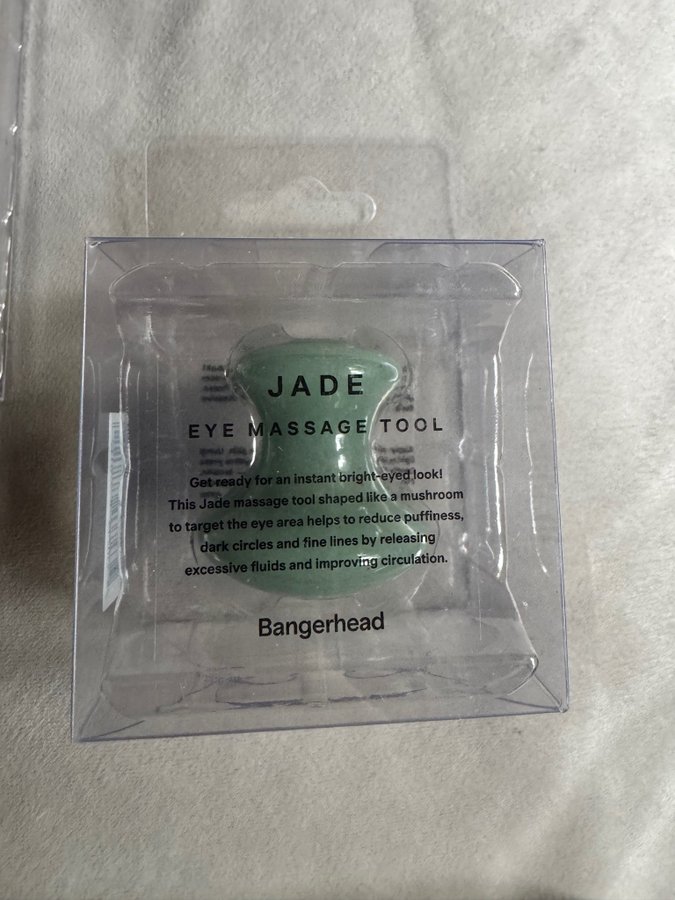 JADE
EYE MASSAGE TOOL
Get ready for an instant bright-eyed look!
This Jade massage tool shaped like a mushroom
to target the eye area helps to reduce puffiness,
dark circles and fine lines by releasing
excessive fluids and improving circulation.
Bangerhead